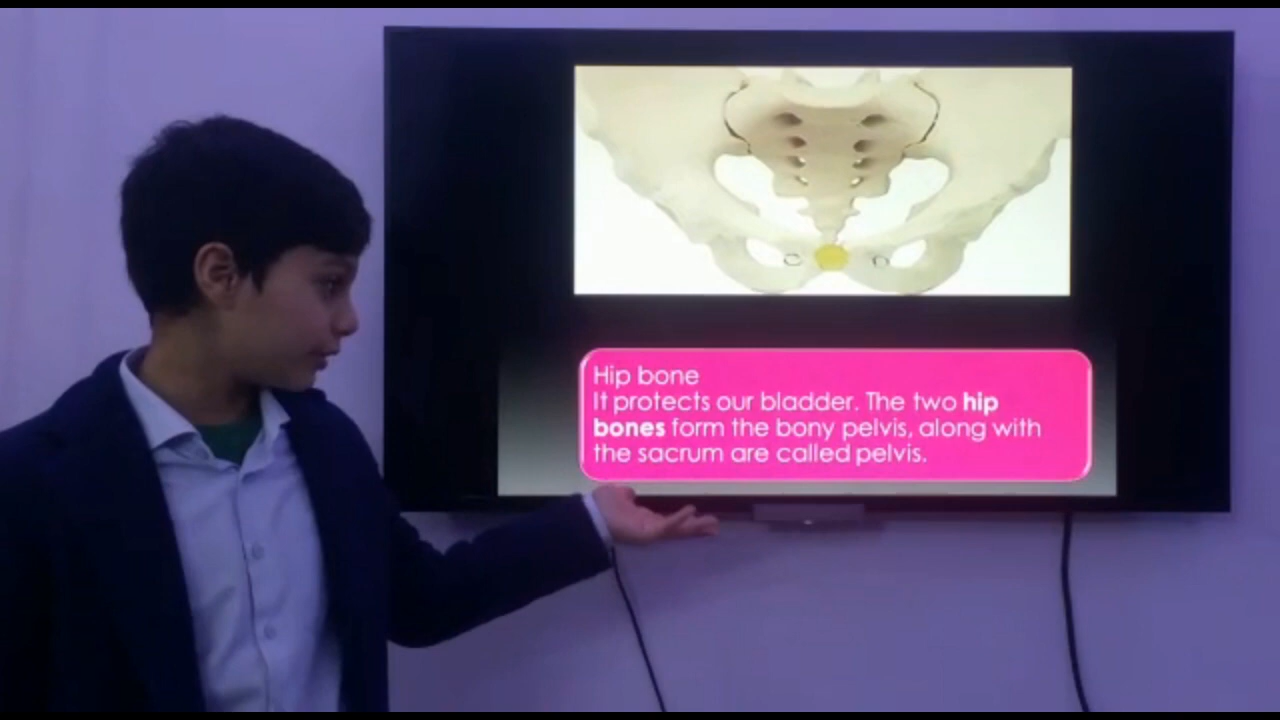 Hip bone
It protects our bladder. The two hip
bones form the bony pelvis, along with
the sacrum are called pelvis.